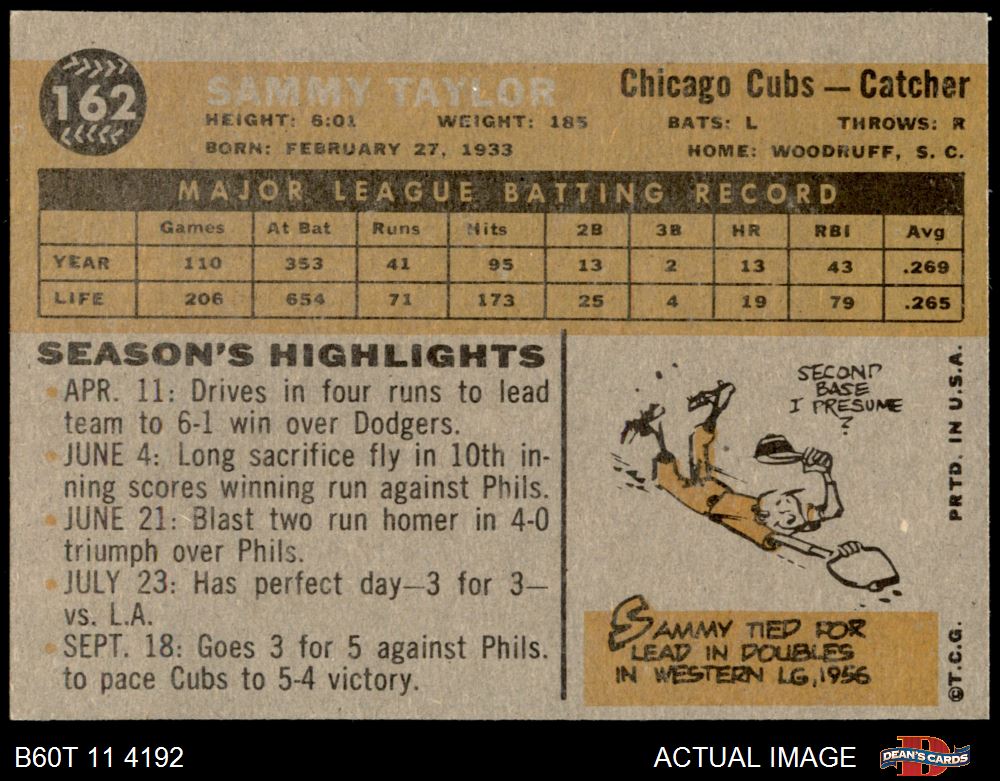 162
SAMMY TAYLOR
Chicago Cubs — Catcher
HEIGHT: 6:01 WEIGHT: 185 BATS: L THROWS: R
BORN: FEBRUARY 27, 1933 HOME: WOODRUFF, S. C.
MAJOR LEAGUE BATTING RECORD
Games At Bat Runs Hits 2B 3B HR RBI Avg
YEAR 110 353 41 95 13 2 13 43 .269
LIFE 206 654 71 173 25 4 19 79 .265
SEASON'S HIGHLIGHTS
APR. 11: Drives in four runs to lead
team to 6-1 win over Dodgers.
JUNE 4: Long sacrifice fly in 10th in-
ning scores winning run against Phils.
JUNE 21: Blast two run homer in 4-0
triumph over Phils.
JULY 23: Has perfect day—3 for 3—
vs. L.A.
SEPT. 18: Goes 3 for 5 against Phils.
to pace Cubs to 5-4 victory.
SECOND
BASE
I PRESUME
?
SAMMY TIED FOR
LEAD IN DOUBLES
IN WESTERN LG, 1956
©T.C.G. PRTD. IN U.S.A.
B60T 11 4192
ACTUAL IMAGE
DEAN'S CARDS